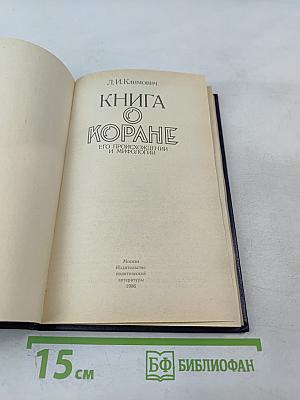 Л.И.Климович
КНИГА
О
КОРАНЕ
ЕГО ПРОИСХОЖДЕНИИ
И МИФОЛОГИИ
Москва
Издательство
политической
литературы
1986
15 см
БФ БИБЛИОФАН